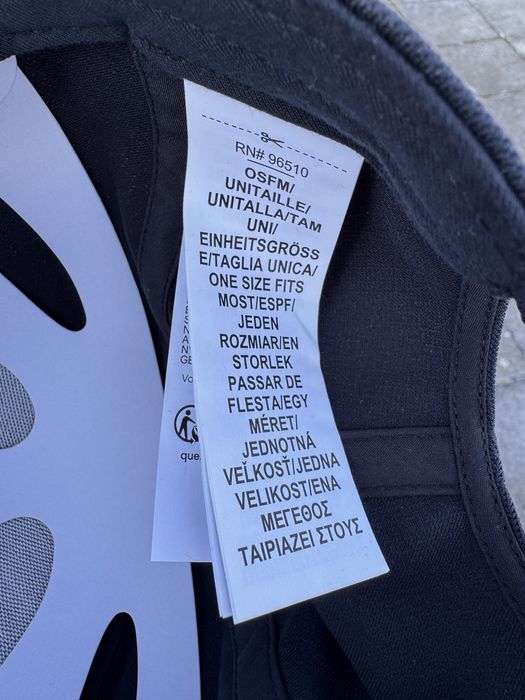 RN# 96510
OSFM/
UNITAILLE/
UNITALLA/TAM
UNI/
EINHEITSGRÖSS
E/TAGLIA UNICA/
ONE SIZE FITS
MOST/ESPF/
JEDEN
ROZMIAR/EN
STORLEK
PASSAR DE
FLESTA/EGY
MÉRET/
JEDNOTNÁ
VEĽKOSŤ/JEDNA
VELIKOST/ENA
ΜΕΓΕΘΟΣ
ΤΑΙΡΙΑΖΕΙ ΣΤΟΥΣ